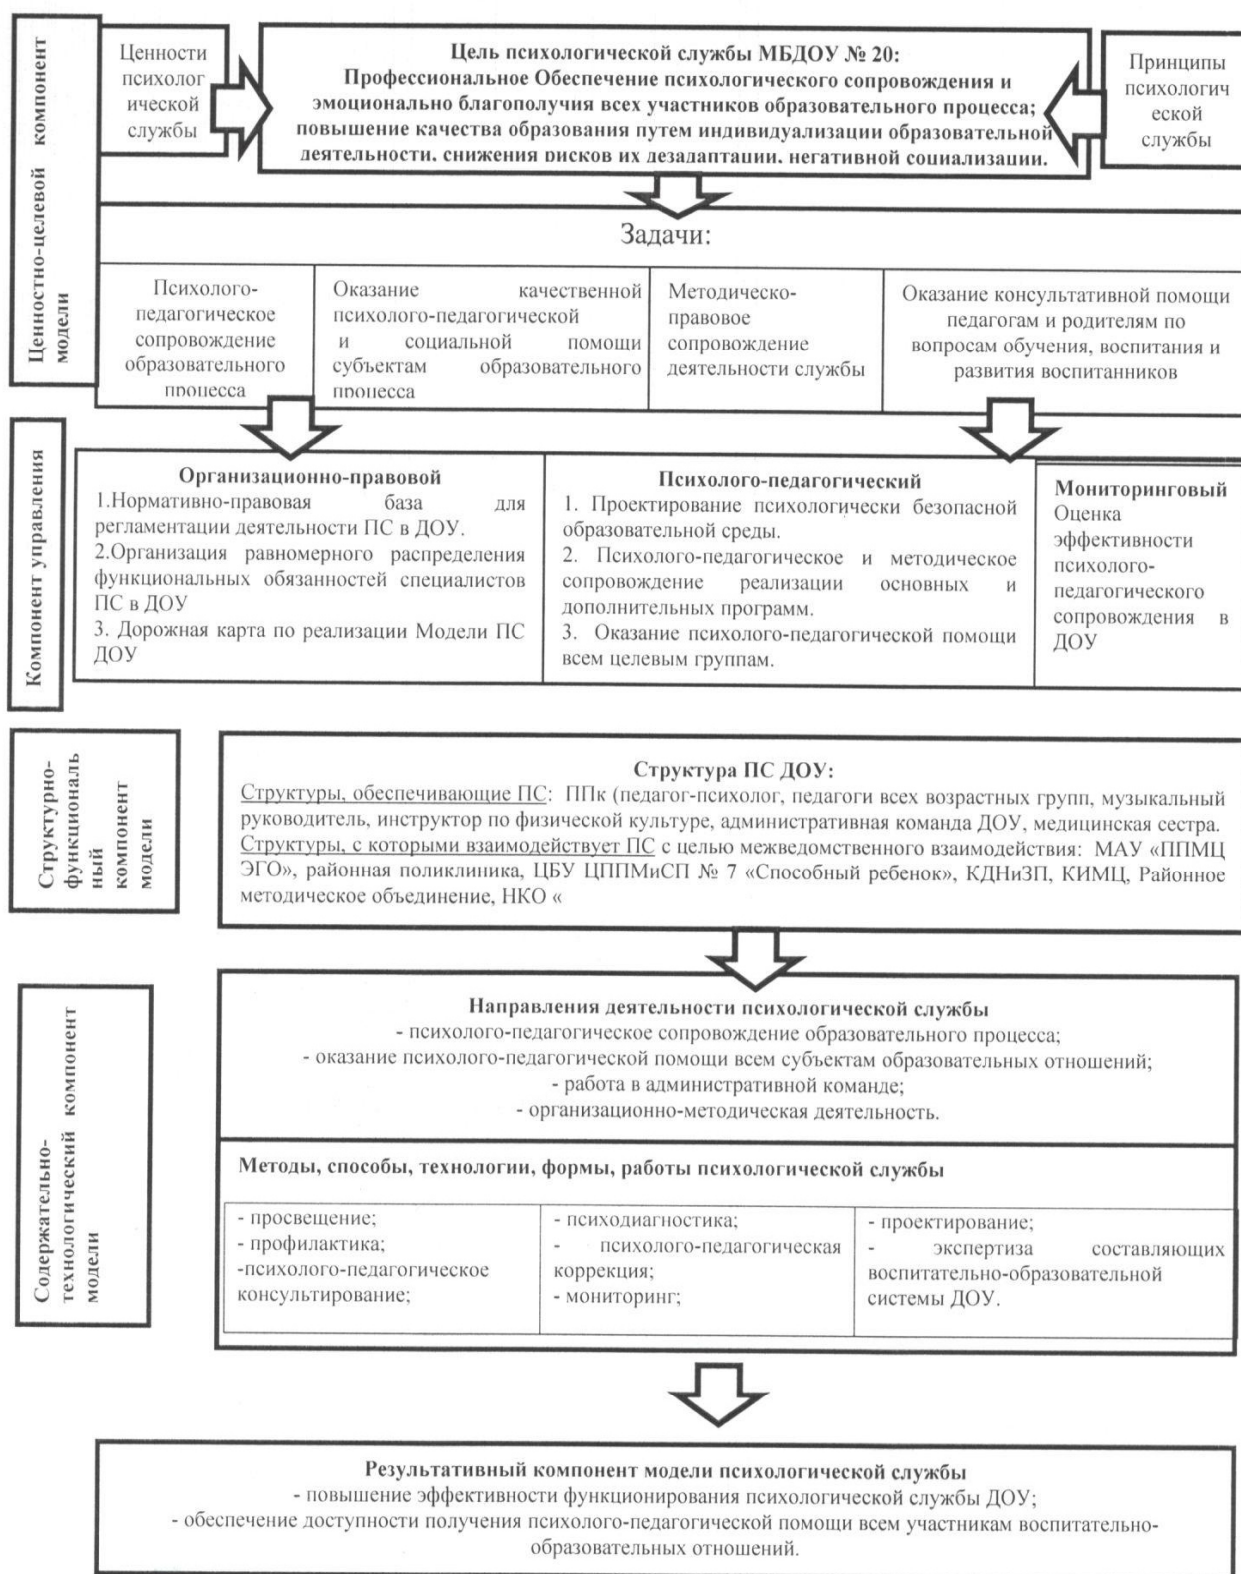 Ценностно-целевой компонент
модели
Ценности
психолог
ической
службы
Цель психологической службы МБДОУ № 20:
Профессиональное Обеспечение психологического сопровождения и
эмоционально благополучия всех участников образовательного процесса;
повышение качества образования путем индивидуализации образовательной
деятельности, снижения рисков их дезадаптации, негативной социализации.
Принципы
психологич
еской
службы
Задачи:
Психолого-
педагогическое
сопровождение
образовательного
процесса
Оказание качественной
психолого-педагогической
и социальной помощи
субъектам образовательного
процесса
Методическо-
правовое
сопровождение
деятельности службы
Оказание консультативной помощи
педагогам и родителям по
вопросам обучения, воспитания и
развития воспитанников
Компонент управления
Организационно-правовой
1.Нормативно-правовая база для
регламентации деятельности ПС в ДОУ.
2.Организация равномерного распределения
функциональных обязанностей специалистов
ПС в ДОУ
3. Дорожная карта по реализации Модели ПС
ДОУ
Психолого-педагогический
1. Проектирование психологически безопасной
образовательной среды.
2. Психолого-педагогическое и методическое
сопровождение реализации основных и
дополнительных программ.
3. Оказание психолого-педагогической помощи
всем целевым группам.
Мониторинговый
Оценка
эффективности
психолого-
педагогического
сопровождения в
ДОУ
Структурно-
функциональ
ный
компонент
модели
Структура ПС ДОУ:
Структуры, обеспечивающие ПС: ППк (педагог-психолог, педагоги всех возрастных групп, музыкальный
руководитель, инструктор по физической культуре, административная команда ДОУ, медицинская сестра.
Структуры, с которыми взаимодействует ПС с целью межведомственного взаимодействия: МАУ «ППМЦ
ЭГО», районная поликлиника, ЦБУ ЦППМиСП № 7 «Способный ребенок», КДНиЗП, КИМЦ, Районное
методическое объединение, НКО «
Содержательно-
технологический компонент
модели
Направления деятельности психологической службы
- психолого-педагогическое сопровождение образовательного процесса;
- оказание психолого-педагогической помощи всем субъектам образовательных отношений;
- работа в административной команде;
- организационно-методическая деятельность.
Методы, способы, технологии, формы, работы психологической службы
- просвещение;
- профилактика;
-психолого-педагогическое
консультирование;
- психодиагностика;
- психолого-педагогическая
коррекция;
- мониторинг;
- проектирование;
- экспертиза составляющих
воспитательно-образовательной
системы ДОУ.
Результативный компонент модели психологической службы
- повышение эффективности функционирования психологической службы ДОУ;
- обеспечение доступности получения психолого-педагогической помощи всем участникам воспитательно-
образовательных отношений.